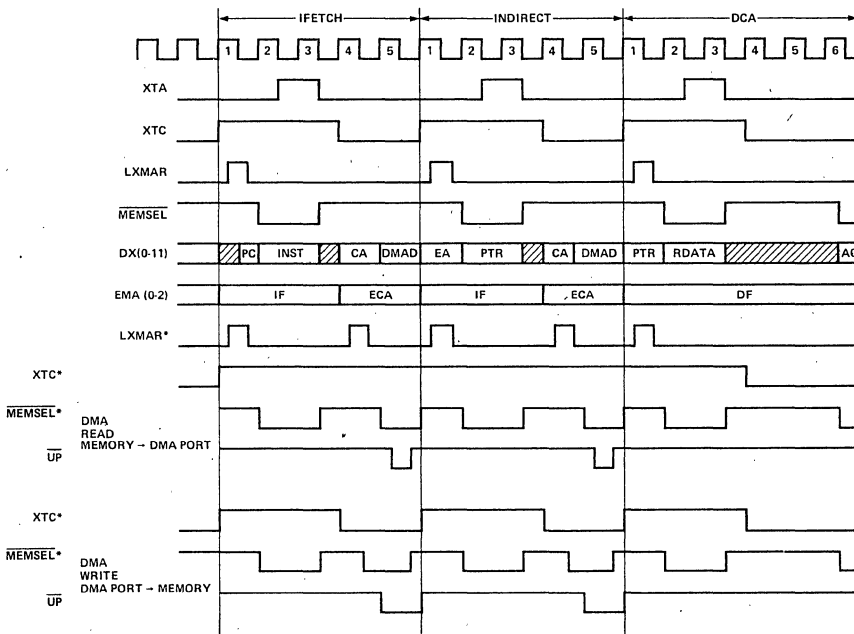 IFETCH INDIRECT DCA
1 2 3 4 5 1 2 3 4 5 1 2 3 4 5 6
XTA
XTC
LXMAR
MEMSEL
DX(0-11) PC INST CA DMAD EA PTR CA DMAD PTR RDATA AC
EMA (0-2) IF ECA IF ECA DF
LXMAR*
XTC*
MEMSEL*
DMA
READ
MEMORY → DMA PORT
UP
XTC*
MEMSEL*
DMA
WRITE
DMA PORT → MEMORY
UP